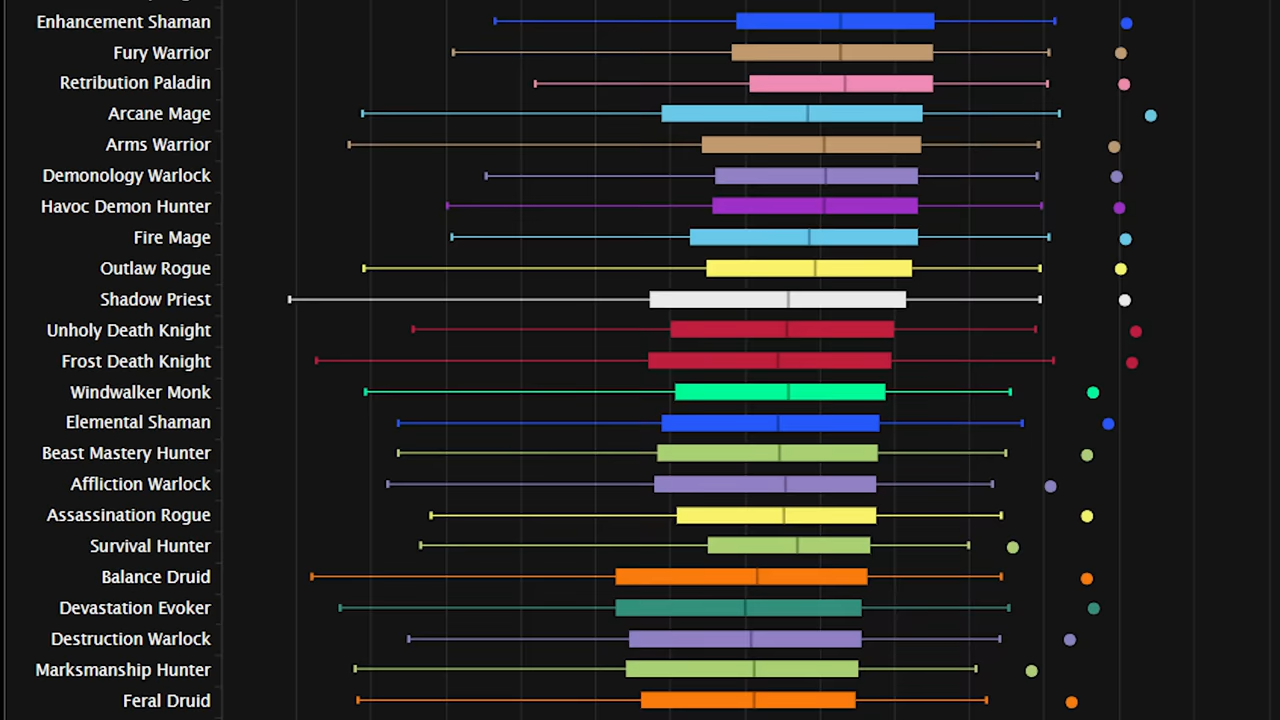 Enhancement Shaman
Fury Warrior
Retribution Paladin
Arcane Mage
Arms Warrior
Demonology Warlock
Havoc Demon Hunter
Fire Mage
Outlaw Rogue
Shadow Priest
Unholy Death Knight
Frost Death Knight
Windwalker Monk
Elemental Shaman
Beast Mastery Hunter
Affliction Warlock
Assassination Rogue
Survival Hunter
Balance Druid
Devastation Evoker
Destruction Warlock
Marksmanship Hunter
Feral Druid